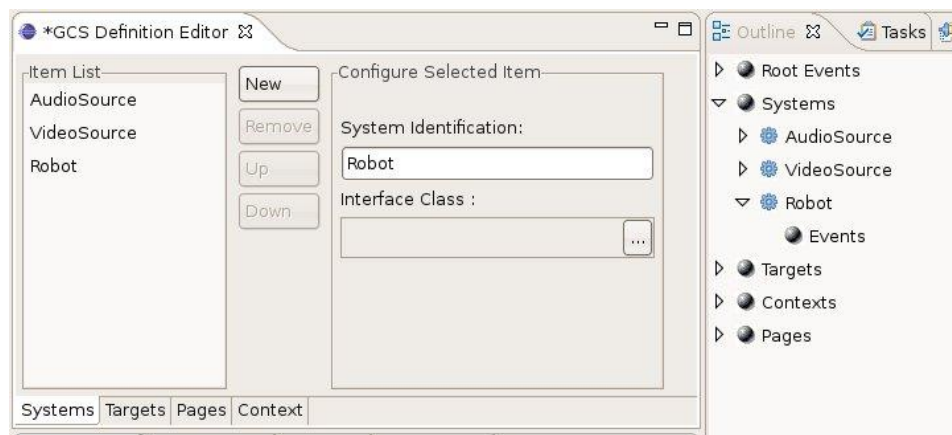 *GCS Definition Editor
Item List
AudioSource
VideoSource
Robot
New
Remove
Up
Down
Configure Selected Item
System Identification:
Robot
Interface Class :
...
Systems Targets Pages Context
Outline Tasks
Root Events
Systems
AudioSource
VideoSource
Robot
Events
Targets
Contexts
Pages